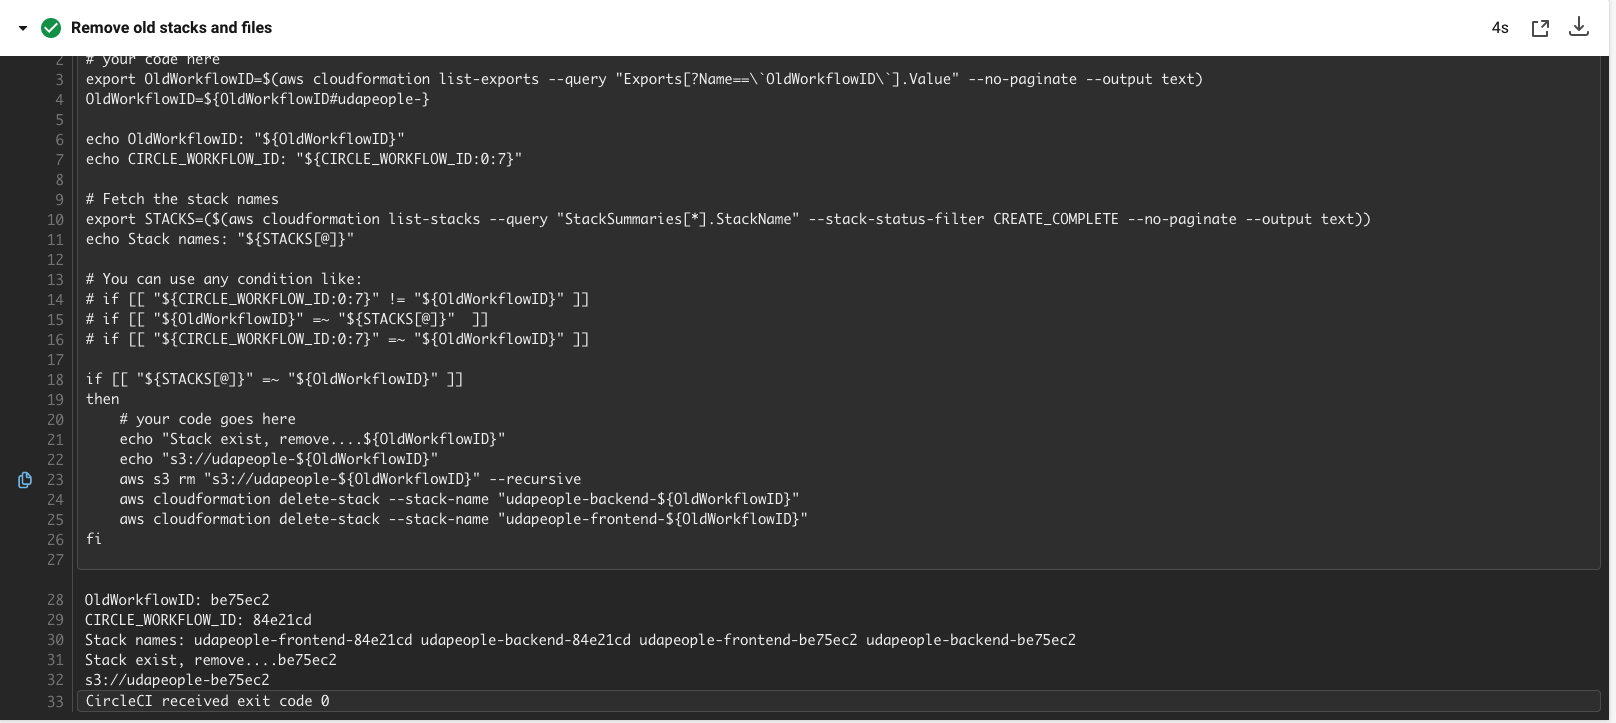 Remove old stacks and files
4s
2 # your code here
3 export OldWorkflowID=$(aws cloudformation list-exports --query "Exports[?Name==\`OldWorkflowID\`].Value" --no-paginate --output text)
4 OldWorkflowID=${OldWorkflowID#udapeople-}
5
6 echo OldWorkflowID: "${OldWorkflowID}"
7 echo CIRCLE_WORKFLOW_ID: "${CIRCLE_WORKFLOW_ID:0:7}"
8
9 # Fetch the stack names
10 export STACKS=($(aws cloudformation list-stacks --query "StackSummaries[*].StackName" --stack-status-filter CREATE_COMPLETE --no-paginate --output text))
11 echo Stack names: "${STACKS[@]}"
12
13 # You can use any condition like:
14 # if [[ "${CIRCLE_WORKFLOW_ID:0:7}" != "${OldWorkflowID}" ]]
15 # if [[ "${OldWorkflowID}" =~ "${STACKS[@]}"  ]]
16 # if [[ "${CIRCLE_WORKFLOW_ID:0:7}" =~ "${OldWorkflowID}" ]]
17
18 if [[ "${STACKS[@]}" =~ "${OldWorkflowID}" ]]
19 then
20     # your code goes here
21     echo "Stack exist, remove....${OldWorkflowID}"
22     echo "s3://udapeople-${OldWorkflowID}"
23     aws s3 rm "s3://udapeople-${OldWorkflowID}" --recursive
24     aws cloudformation delete-stack --stack-name "udapeople-backend-${OldWorkflowID}"
25     aws cloudformation delete-stack --stack-name "udapeople-frontend-${OldWorkflowID}"
26 fi
27
28 OldWorkflowID: be75ec2
29 CIRCLE_WORKFLOW_ID: 84e21cd
30 Stack names: udapeople-frontend-84e21cd udapeople-backend-84e21cd udapeople-frontend-be75ec2 udapeople-backend-be75ec2
31 Stack exist, remove....be75ec2
32 s3://udapeople-be75ec2
33 CircleCI received exit code 0